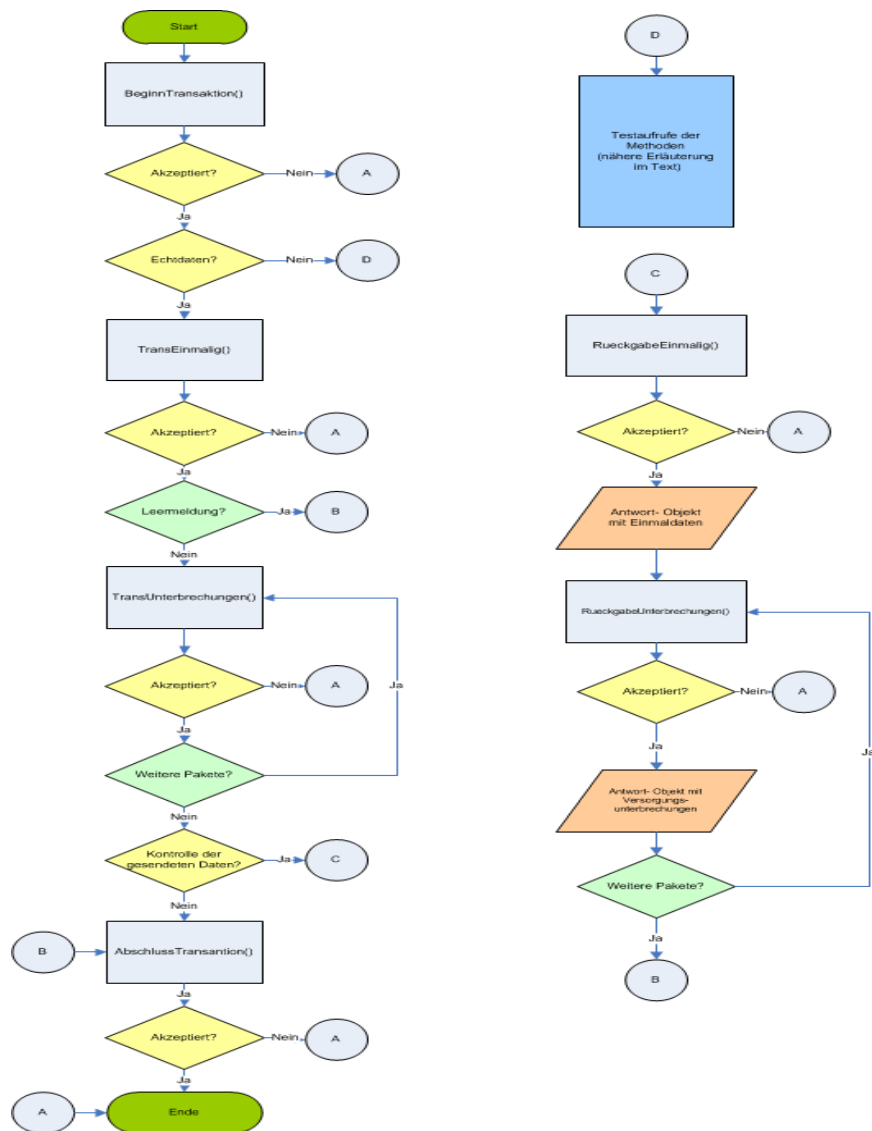 Start
BeginnTransaktion()
Akzeptiert?
Nein
A
Ja
Echtdaten?
Nein
D
Ja
TransEinmalig()
Akzeptiert?
Nein
A
Ja
Leermeldung?
Ja
B
Nein
TransUnterbrechungen()
Akzeptiert?
Nein
A
Ja
Ja
Weitere Pakete?
Nein
Kontrolle der
gesendeten Daten?
Ja
C
Nein
B
AbschlussTransantion()
Ja
Akzeptiert?
Nein
A
Ja
A
Ende
D
Testaufrufe der
Methoden
(nähere Erläuterung
im Text)
C
RueckgabeEinmalig()
Akzeptiert?
Nein
A
Ja
Antwort- Objekt
mit Einmaldaten
RueckgabeUnterbrechungen()
Akzeptiert?
Nein
A
Ja
Ja
Antwort- Objekt mit
Versorgungs-
unterbrechungen
Weitere Pakete?
Ja
B